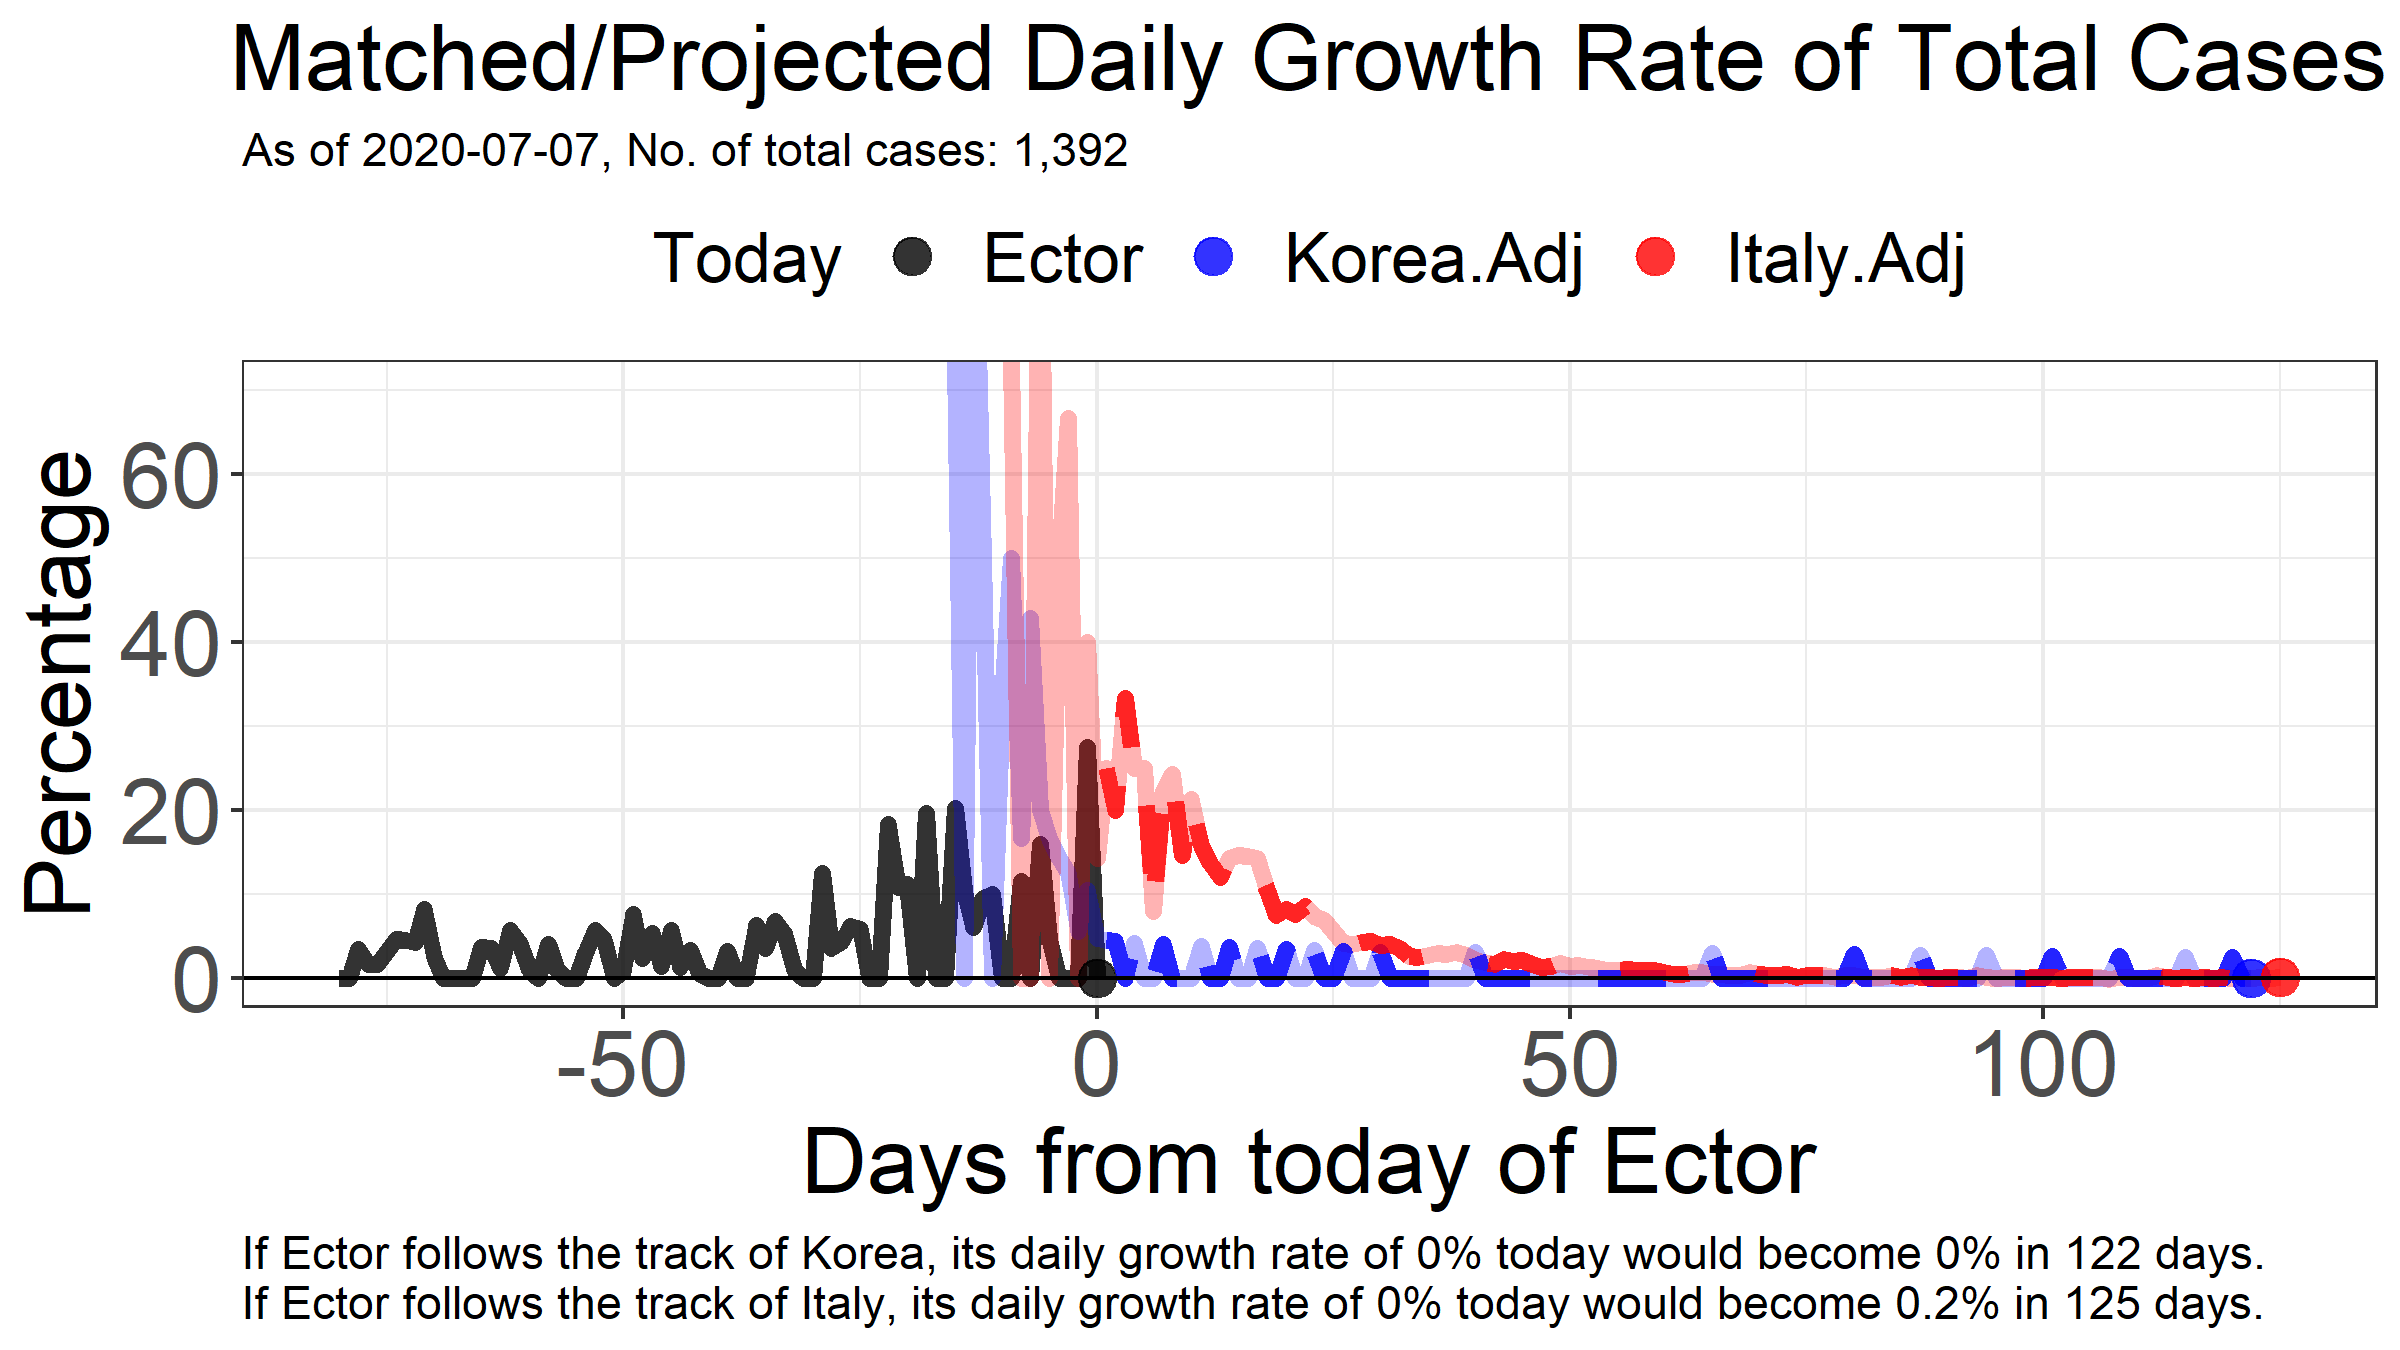 Matched/Projected Daily Growth Rate of Total Cases
As of 2020-07-07, No. of total cases: 1,392
Today Ector Korea.Adj Italy.Adj
Percentage
60
40
20
0
-50 0 50 100
Days from today of Ector
If Ector follows the track of Korea, its daily growth rate of 0% today would become 0% in 122 days.
If Ector follows the track of Italy, its daily growth rate of 0% today would become 0.2% in 125 days.